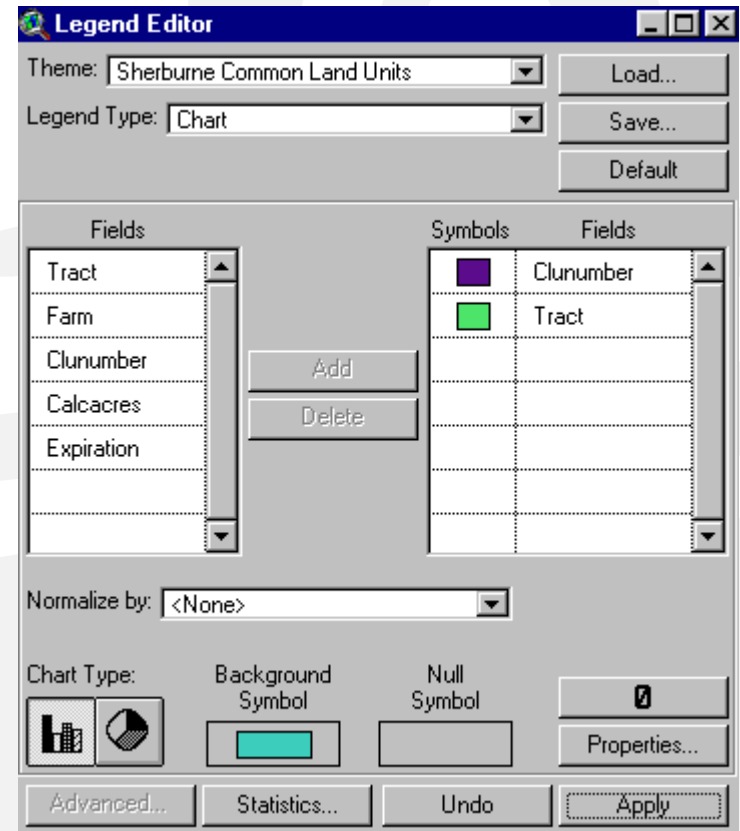 Legend Editor
Theme: Sherburne Common Land Units
Load...
Legend Type: Chart
Save...
Default
Fields
Symbols Fields
Tract
Farm
Clunumber
Calcacres
Expiration
Add
Delete
Clunumber
Tract
Normalize by: <None>
Chart Type:
Background
Symbol
Null
Symbol
0
Properties...
Advanced...
Statistics...
Undo
Apply